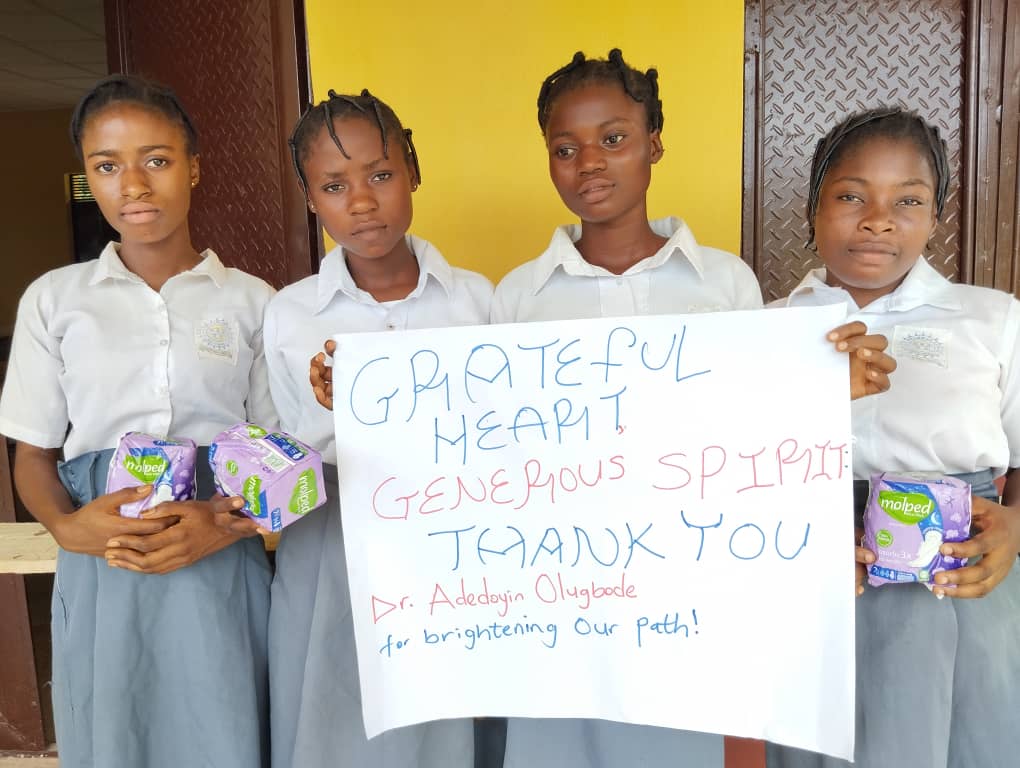 GRATEFUL
HEART,
GENEROUS SPIRIT:
THANK YOU
Dr. Adedoyin Olugbode
for brightening our path!
molped
molped
molped